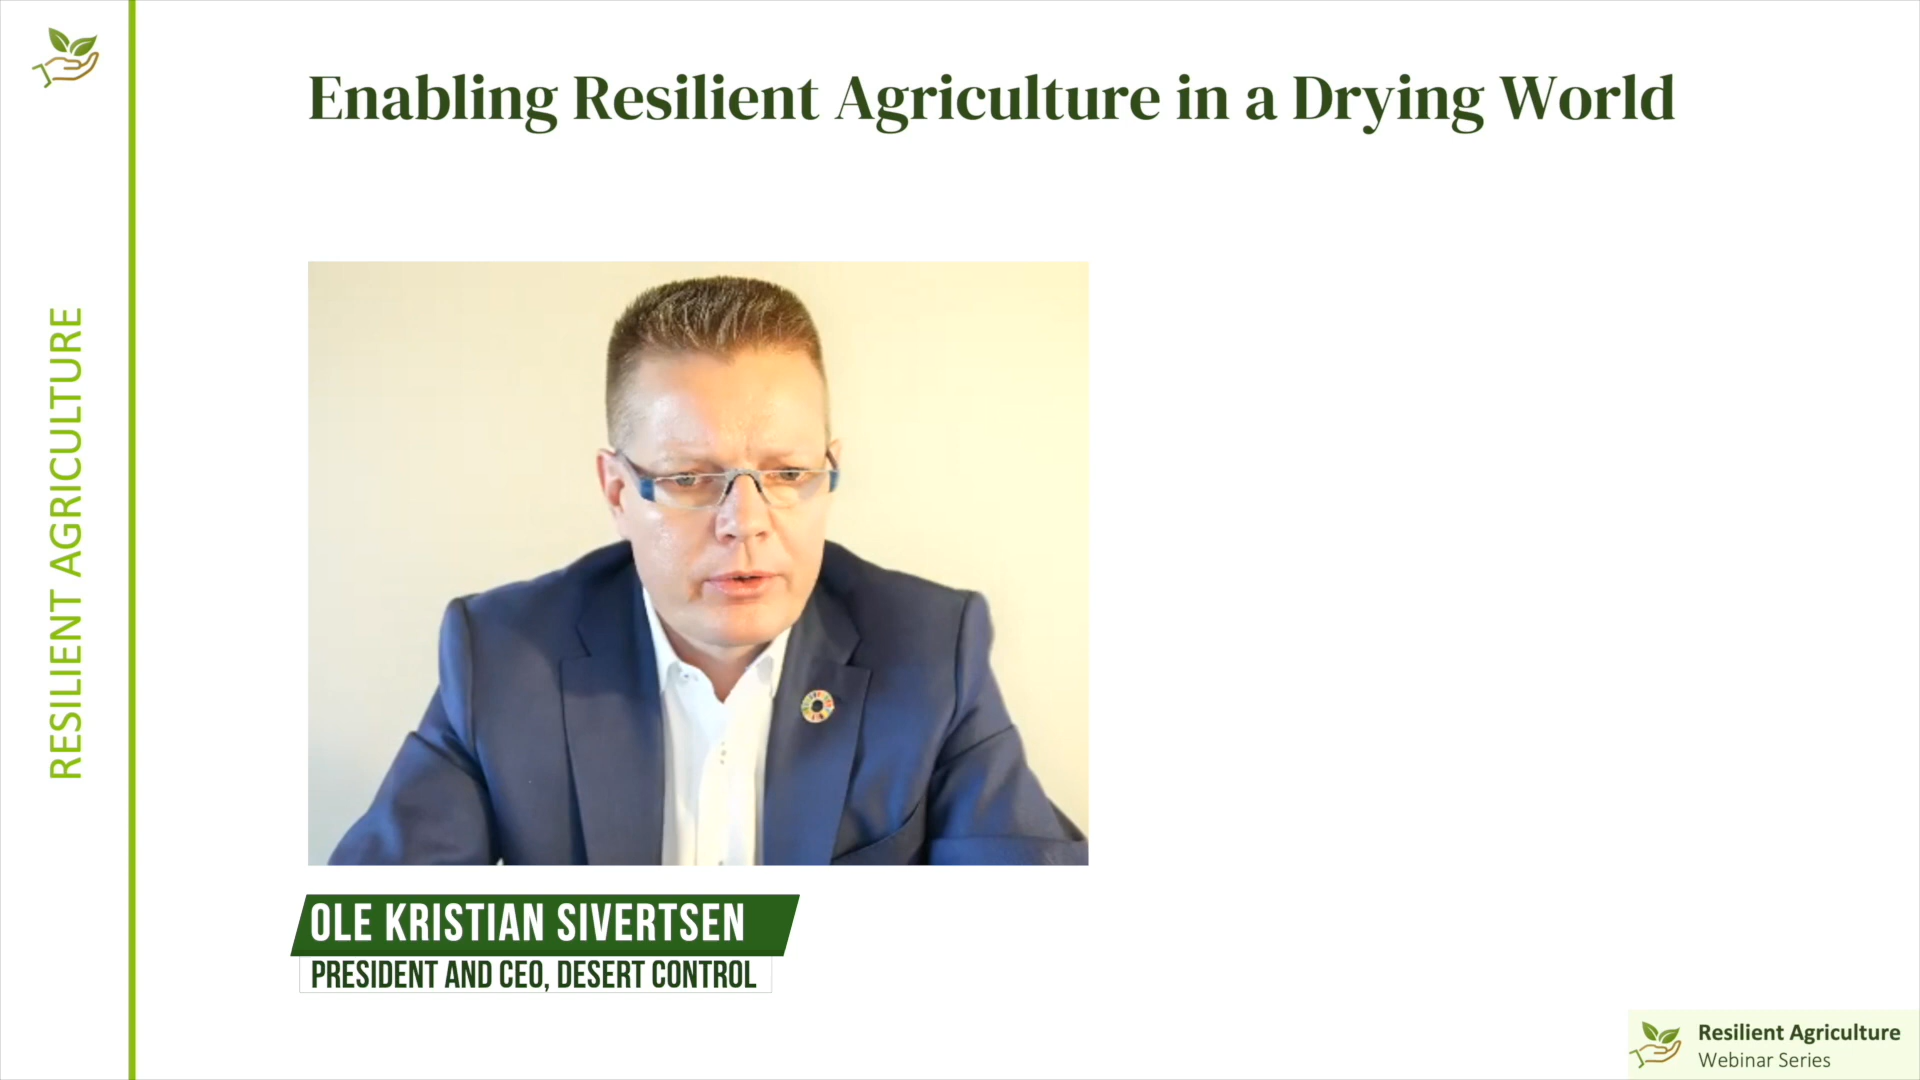 Enabling Resilient Agriculture in a Drying World
RESILIENT AGRICULTURE
OLE KRISTIAN SIVERTSEN
PRESIDENT AND CEO, DESERT CONTROL
Resilient Agriculture
Webinar Series